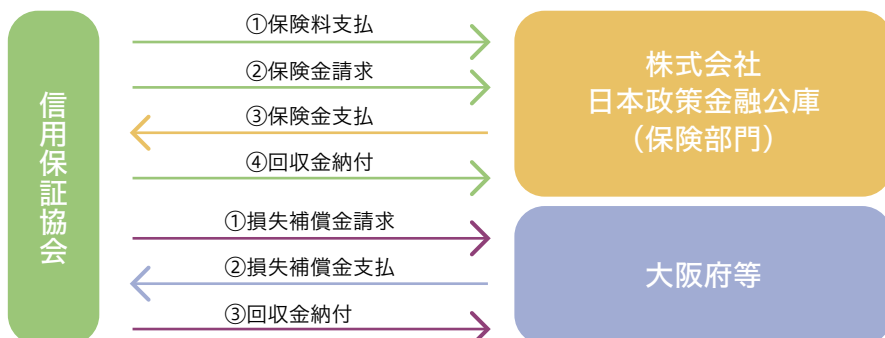 信用保証協会
①保険料支払
②保険金請求
③保険金支払
④回収金納付
株式会社
日本政策金融公庫
（保険部門）
①損失補償金請求
②損失補償金支払
③回収金納付
大阪府等